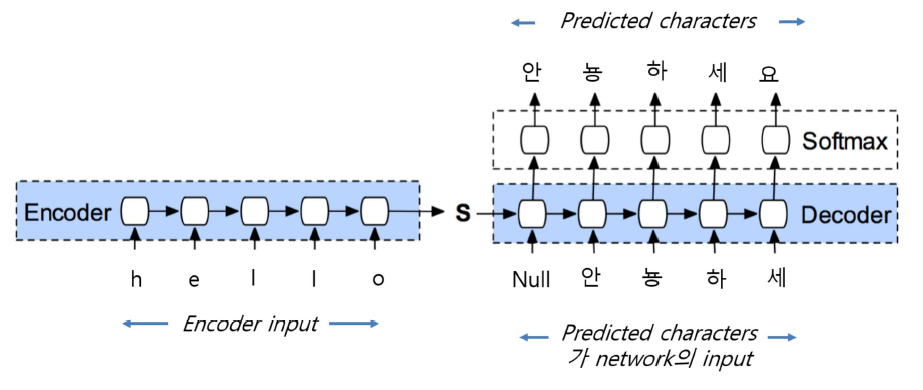 Predicted characters
안 뇽 하 세 요
Softmax
Encoder
S
Decoder
h e l l o
Null 안 뇽 하 세
Encoder input
Predicted characters
가 network의 input